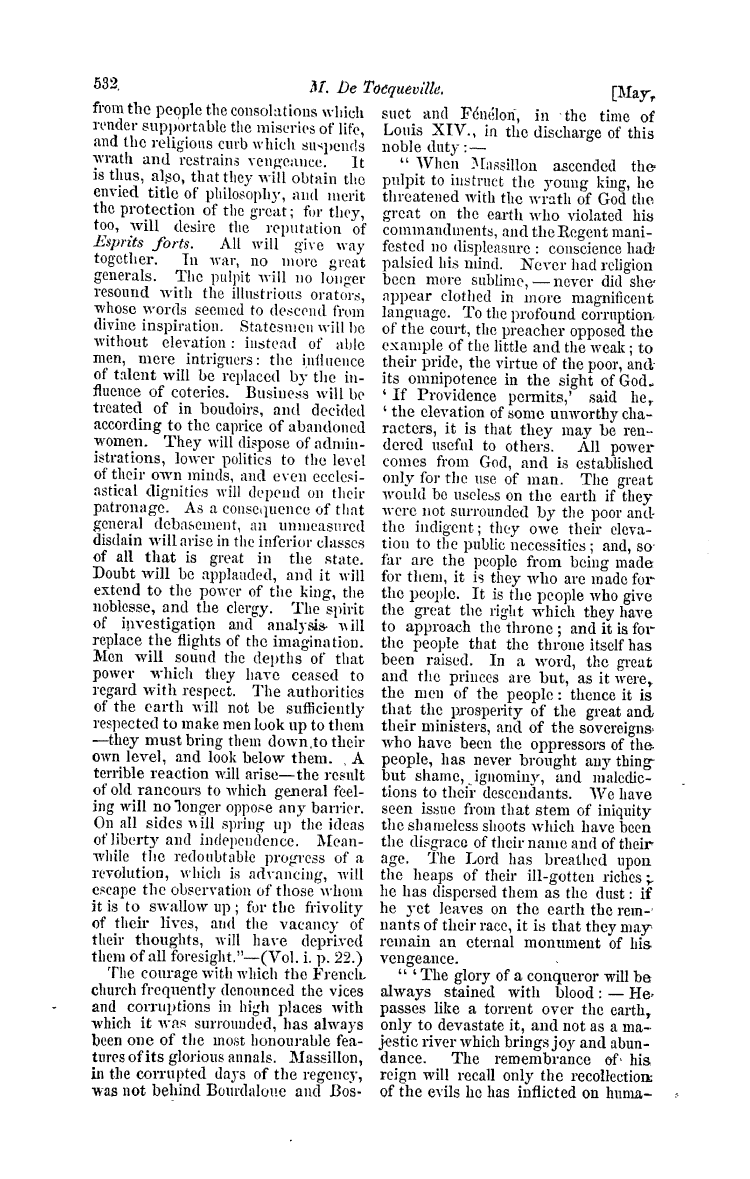 532 M. De Tocqueville. [May,
from the people the consolations which
render supportable the miseries of life,
and the religious curb which suspends
wrath and restrains vengeance. It
is thus, also, that they will obtain the
envied title of philosophy, and merit
the protection of the great; for they,
too, will desire the reputation of
Esprits forts. All will give way
together. In war, no more great
generals. The pulpit will no longer
resound with the illustrious orators,
whose words seemed to descend from
divine inspiration. Statesmen will be
without elevation: instead of able
men, mere intriguers: the influence
of talent will be replaced by the in-
fluence of coteries. Business will be
treated of in boudoirs, and decided
according to the caprice of abandoned
women. They will dispose of admin-
istrations, lower politics to the level
of their own minds, and even ecclesi-
astical dignities will depend on their
patronage. As a consequence of that
general debasement, an unmeasured
disdain will arise in the inferior classes
of all that is great in the state.
Doubt will be applauded, and it will
extend to the power of the king, the
noblesse, and the clergy. The spirit
of investigation and analysis will
replace the flights of the imagination.
Men will sound the depths of that
power which they have ceased to
regard with respect. The authorities
of the earth will not be sufficiently
respected to make men look up to them
—they must bring them down to their
own level, and look below them. A
terrible reaction will arise—the result
of old rancours to which general feel-
ing will no longer oppose any barrier.
On all sides will spring up the ideas
of liberty and independence. Mean-
while the redoubtable progress of a
revolution, which is advancing, will
escape the observation of those whom
it is to swallow up; for the frivolity
of their lives, and the vacancy of
their thoughts, will have deprived
them of all foresight."—(Vol. i. p. 22.)
The courage with which the French
church frequently denounced the vices
and corruptions in high places with
which it was surrounded, has always
been one of the most honourable fea-
tures of its glorious annals. Massillon,
in the corrupted days of the regency,
was not behind Bourdaloue and Bos-
suet and Fénélon, in the time of
Louis XIV., in the discharge of this
noble duty:—
"When Massillon ascended the
pulpit to instruct the young king, he
threatened with the wrath of God the
great on the earth who violated his
commandments, and the Regent mani-
fested no displeasure: conscience had
palsied his mind. Never had religion
been more sublime,—never did she
appear clothed in more magnificent
language. To the profound corruption
of the court, the preacher opposed the
example of the little and the weak; to
their pride, the virtue of the poor, and
its omnipotence in the sight of God.
'If Providence permits,' said he,
'the elevation of some unworthy cha-
racters, it is that they may be ren-
dered useful to others. All power
comes from God, and is established
only for the use of man. The great
would be useless on the earth if they
were not surrounded by the poor and
the indigent; they owe their eleva-
tion to the public necessities; and, so
far are the people from being made
for them, it is they who are made for
the people. It is the people who give
the great the right which they have
to approach the throne; and it is for
the people that the throne itself has
been raised. In a word, the great
and the princes are but, as it were,
the men of the people: thence it is
that the prosperity of the great and
their ministers, and of the sovereigns
who have been the oppressors of the
people, has never brought any thing
but shame, ignominy, and maledic-
tions to their descendants. We have
seen issue from that stem of iniquity
the shameless shoots which have been
the disgrace of their name and of their
age. The Lord has breathed upon
the heaps of their ill-gotten riches;
he has dispersed them as the dust: if
he yet leaves on the earth the rem-
nants of their race, it is that they may
remain an eternal monument of his
vengeance.
"'The glory of a conqueror will be
always stained with blood:—He
passes like a torrent over the earth,
only to devastate it, and not as a ma-
jestic river which brings joy and abun-
dance. The remembrance of his
reign will recall only the recollection
of the evils he has inflicted on huma-